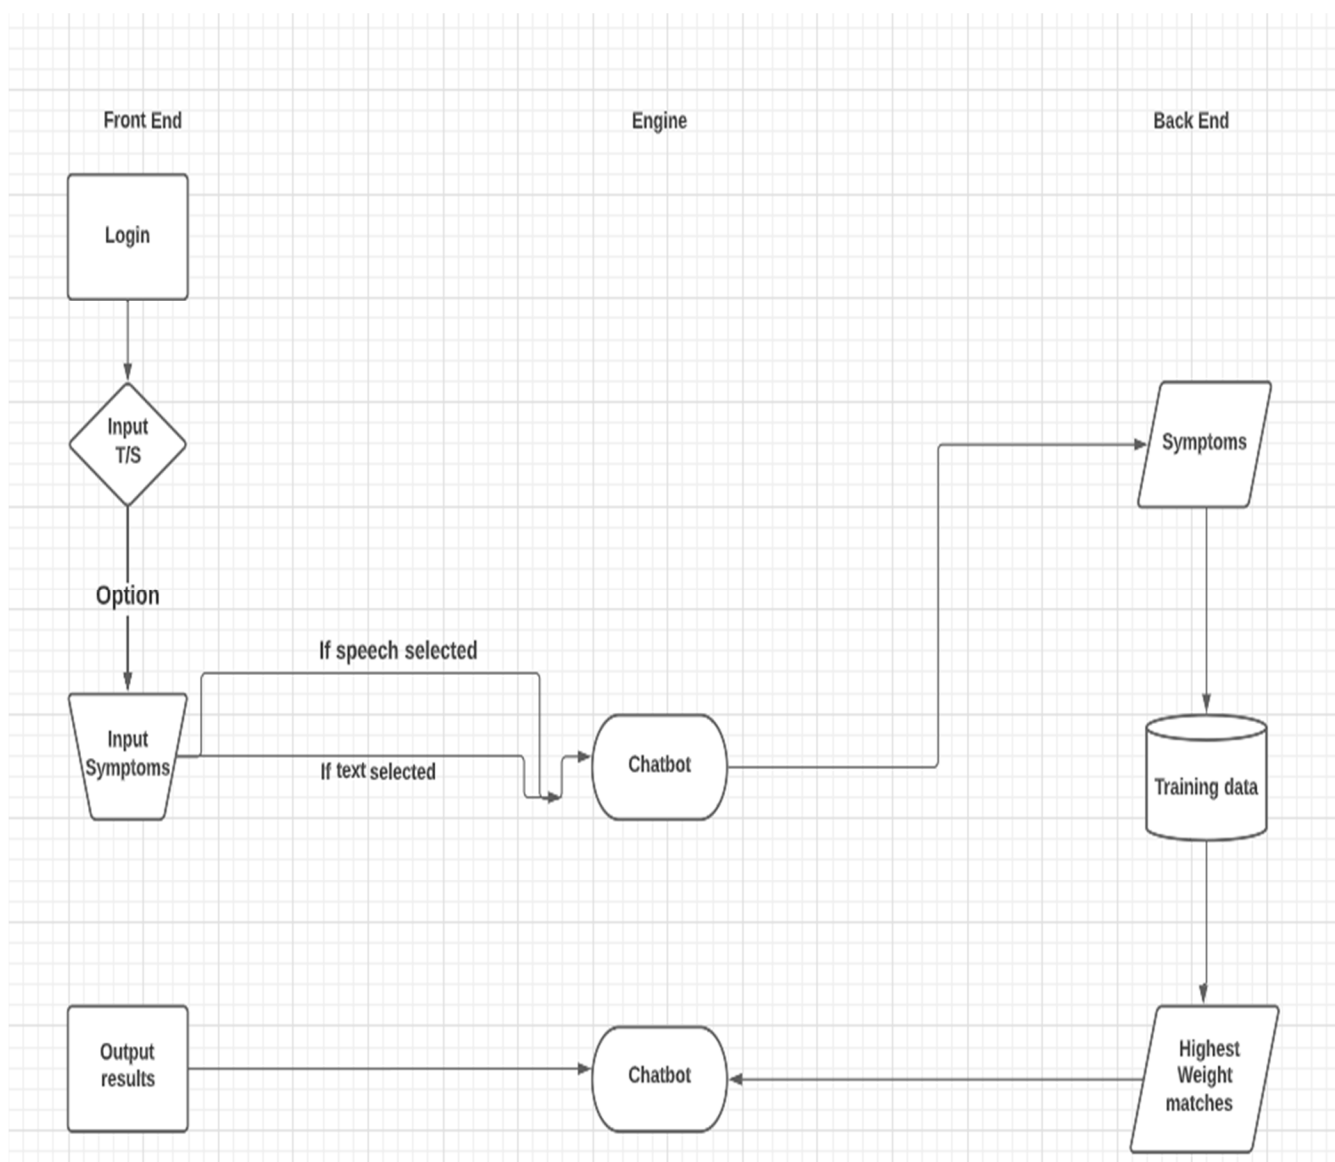 Front End
Engine
Back End
Login
Input
T/S
Symptoms
Option
If speech selected
Input
Symptoms
If text selected
Chatbot
Training data
Output
results
Chatbot
Highest
Weight
matches